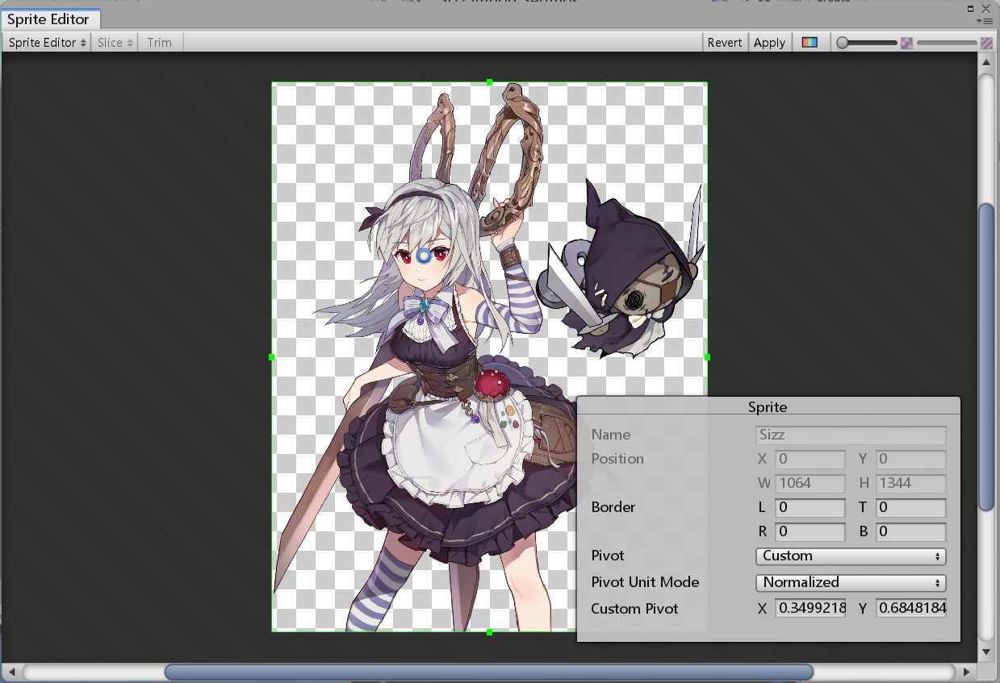 Sprite Editor
Sprite Editor Slice Trim Revert Apply
Sprite
Name Sizz
Position X 0 Y 0
W 1064 H 1344
Border L 0 T 0
R 0 B 0
Pivot Custom
Pivot Unit Mode Normalized
Custom Pivot X 0.3499218 Y 0.6848184